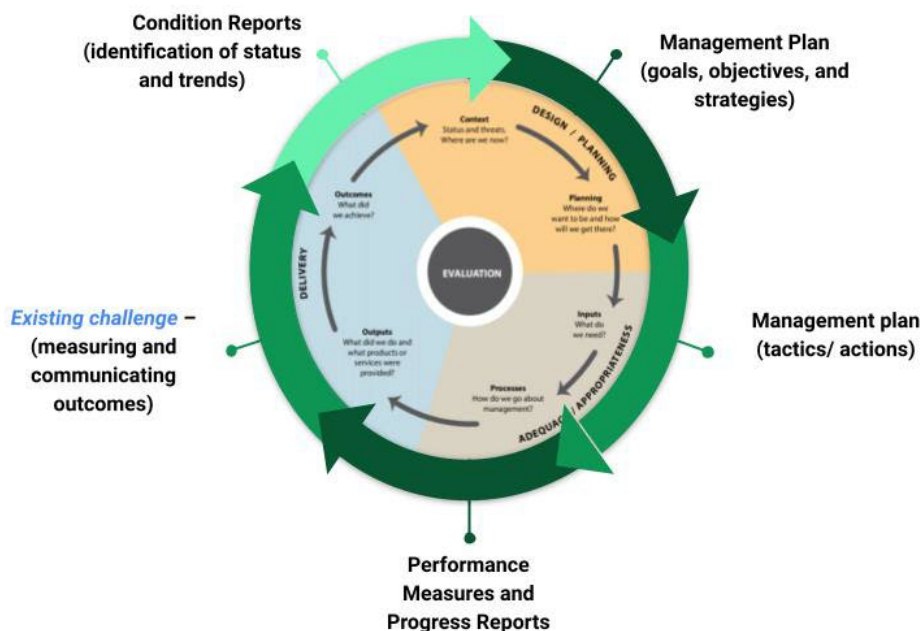 Condition Reports
(identification of status
and trends)
Management Plan
(goals, objectives, and
strategies)
DESIGN / PLANNING
Context
Status and threats.
Where are we now?
Planning
Where do we
want to be and how
will we get there?
Outcomes
What did
we achieve?
DELIVERY
EVALUATION
Existing challenge –
(measuring and
communicating
outcomes)
Management plan
(tactics/ actions)
Inputs
What do
we need?
Outputs
What did we do and
what products or
services were
provided?
Processes
How do we go about
management?
/ APPROPRIATENESS
Performance
Measures and
Progress Reports